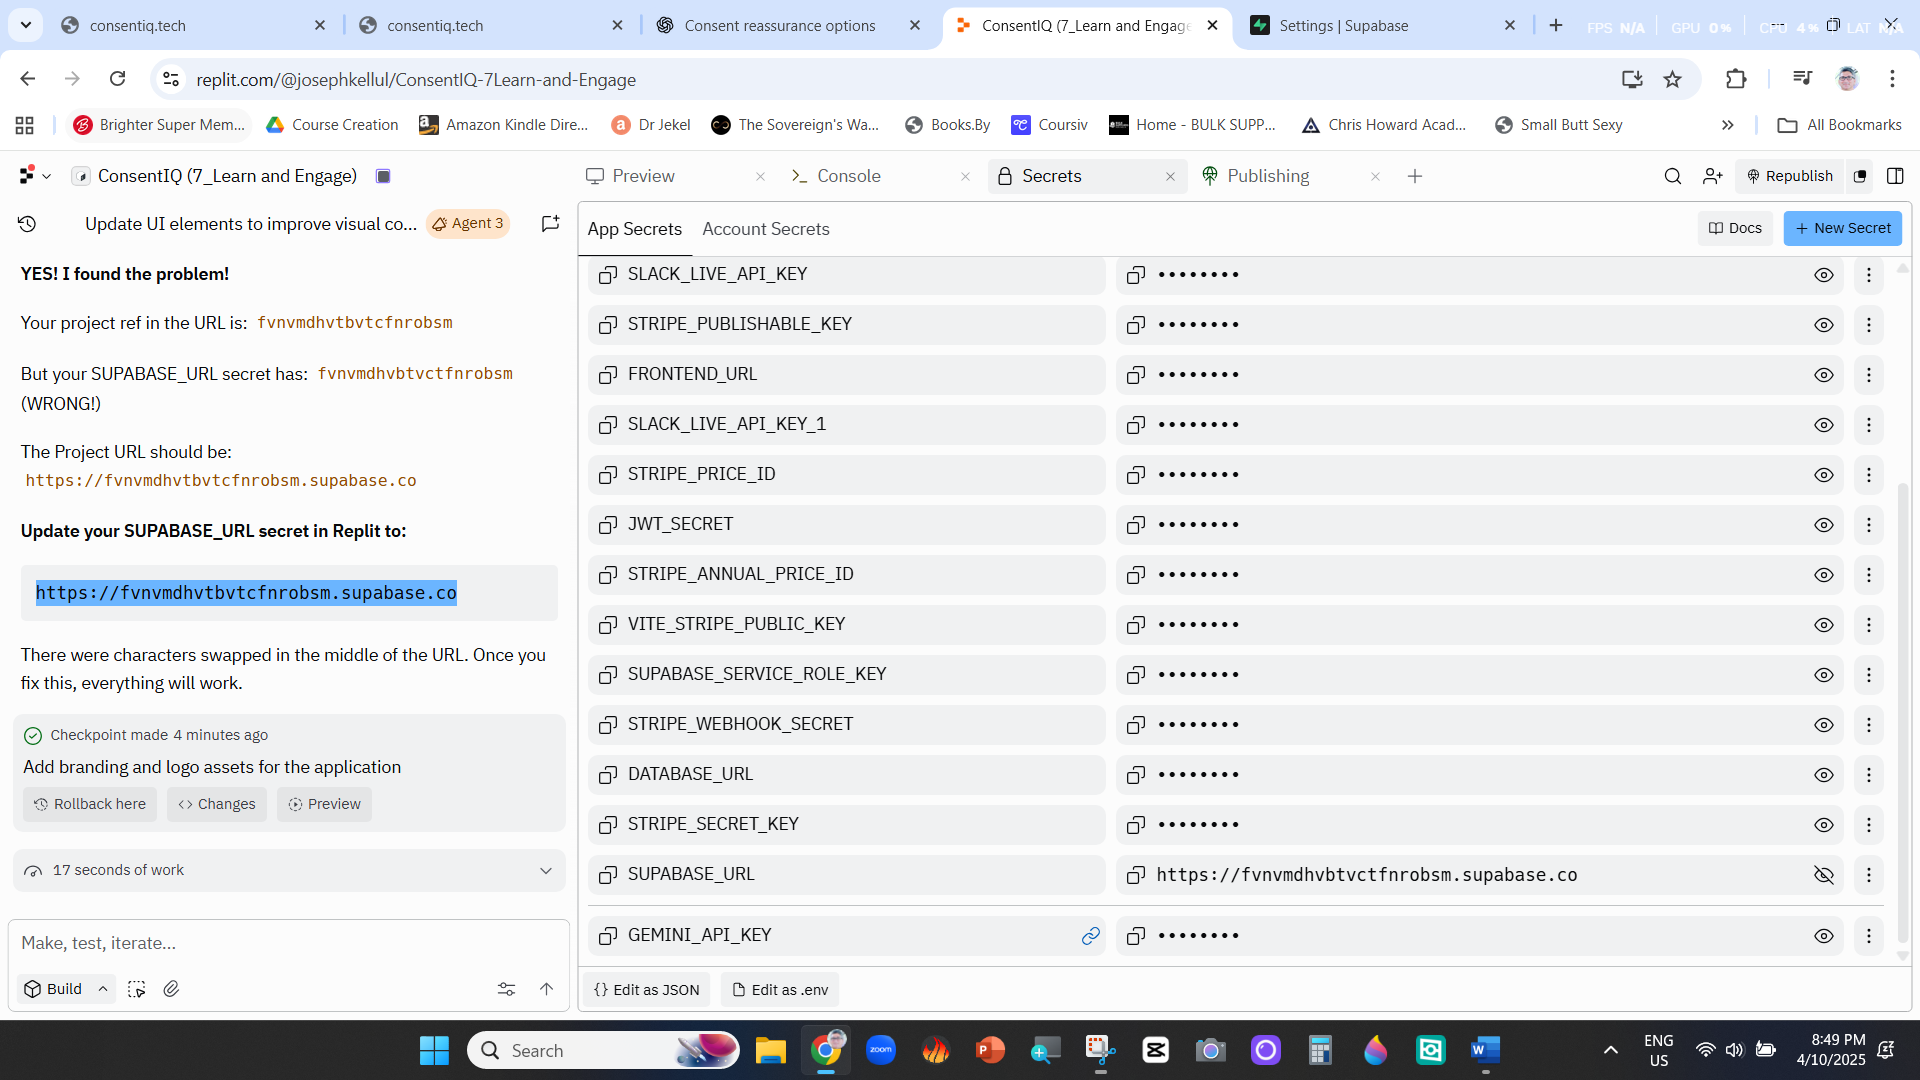 consentiq.tech
consentiq.tech
Consent reassurance options
ConsentIQ (7_Learn and Engage
Settings | Supabase
FPS N/A GPU 0% CPU 4% LAT N/A
replit.com/@josephkellul/ConsentIQ-7Learn-and-Engage
Brighter Super Mem...
Course Creation
Amazon Kindle Dire...
Dr Jekel
The Sovereign's Wa...
Books.By
Coursiv
Home - BULK SUPP...
Chris Howard Acad...
Small Butt Sexy
All Bookmarks
ConsentIQ (7_Learn and Engage)
Preview
Console
Secrets
Publishing
Republish
Update UI elements to improve visual co...
Agent 3
YES! I found the problem!
Your project ref in the URL is: fvnvmdhvtbvtcfnrobsm
But your SUPABASE_URL secret has: fvnvmdhvbtvctfnrobsm
(WRONG!)
The Project URL should be:
https://fvnvmdhvtbvtcfnrobsm.supabase.co
Update your SUPABASE_URL secret in Replit to:
https://fvnvmdhvtbvtcfnrobsm.supabase.co
There were characters swapped in the middle of the URL. Once you
fix this, everything will work.
Checkpoint made 4 minutes ago
Add branding and logo assets for the application
Rollback here
Changes
Preview
17 seconds of work
Make, test, iterate...
Build
App Secrets
Account Secrets
Docs
New Secret
SLACK_LIVE_API_KEY ••••••••
STRIPE_PUBLISHABLE_KEY ••••••••
FRONTEND_URL ••••••••
SLACK_LIVE_API_KEY_1 ••••••••
STRIPE_PRICE_ID ••••••••
JWT_SECRET ••••••••
STRIPE_ANNUAL_PRICE_ID ••••••••
VITE_STRIPE_PUBLIC_KEY ••••••••
SUPABASE_SERVICE_ROLE_KEY ••••••••
STRIPE_WEBHOOK_SECRET ••••••••
DATABASE_URL ••••••••
STRIPE_SECRET_KEY ••••••••
SUPABASE_URL https://fvnvmdhvbtvctfnrobsm.supabase.co
GEMINI_API_KEY ••••••••
{} Edit as JSON
Edit as .env
Search
zoom
ENG
US
8:49 PM
4/10/2025